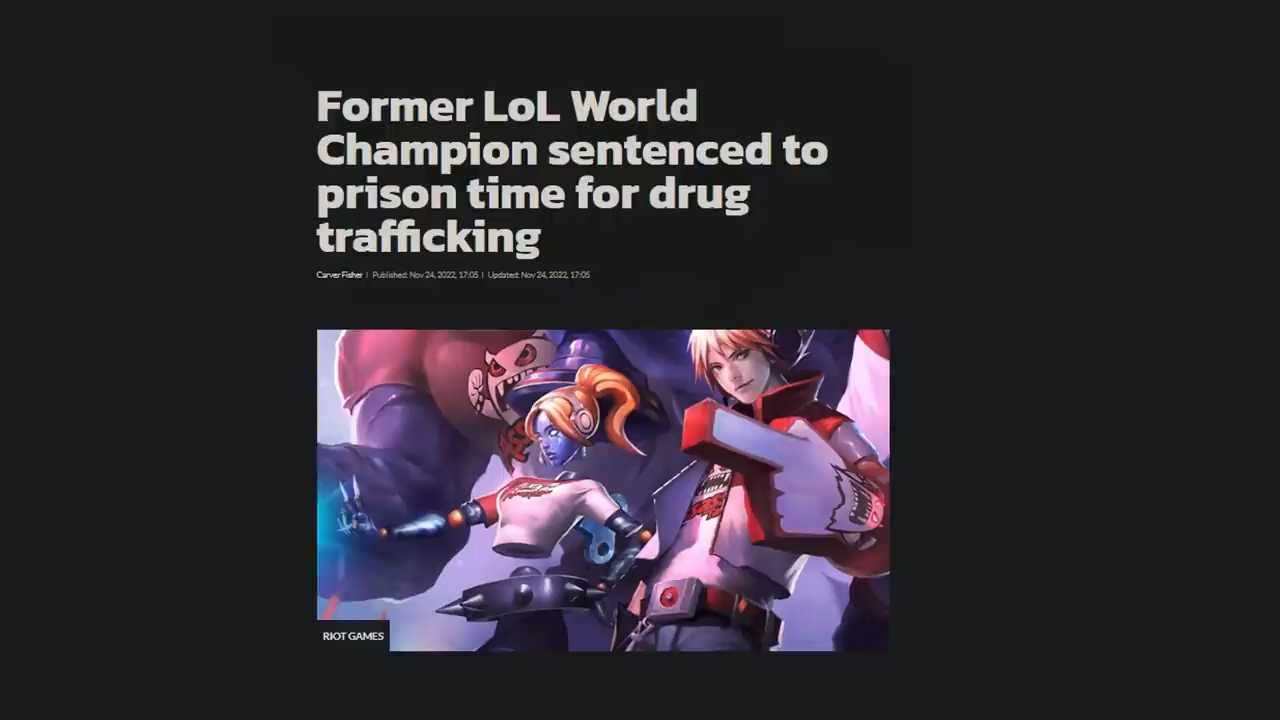 Former LoL World
Champion sentenced to
prison time for drug
trafficking
Carver Fisher | Published: Nov 24, 2022, 17:05 | Updated: Nov 24, 2022, 17:05
RIOT GAMES